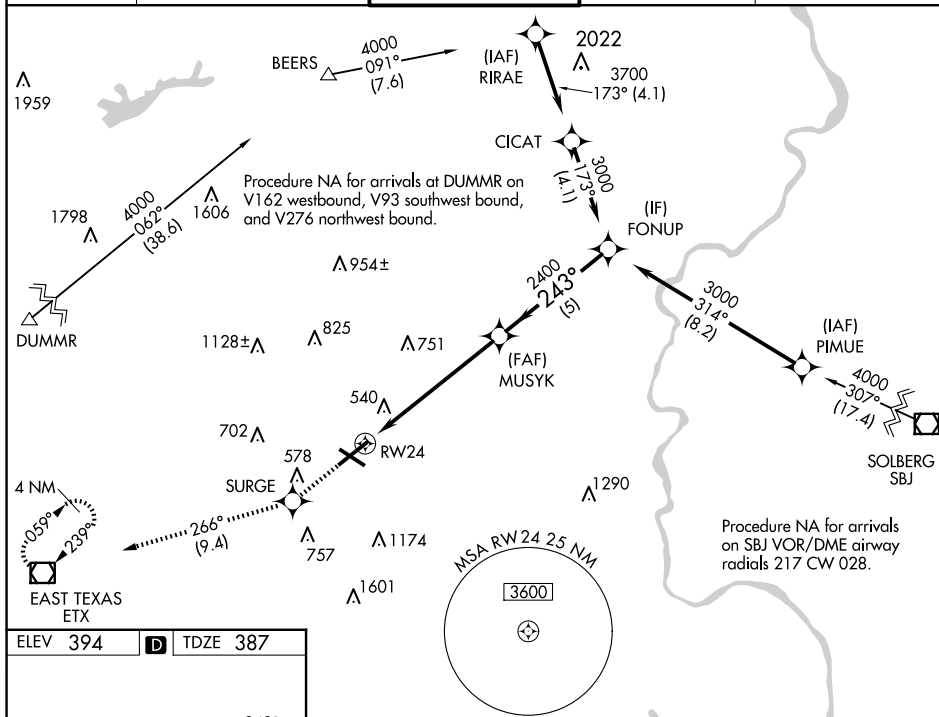 2022
4000
091°
(7.6)
BEERS
(IAF)
RIRAE
3700
173° (4.1)
1959
CICAT
3000
173°
(4.1)
Procedure NA for arrivals at DUMMR on
V162 westbound, V93 southwest bound,
and V276 northwest bound.
4000
062°
(38.6)
1798
1606
(IF)
FONUP
954±
2400
243°
(5)
3000
314°
(8.2)
DUMMR
1128±
825
751
(FAF)
MUSYK
(IAF)
PIMUE
4000
307°
(17.4)
540
702
RW24
578
SOLBERG
SBJ
SURGE
4 NM
059°
239°
266°
(9.4)
1290
757
1174
Procedure NA for arrivals
on SBJ VOR/DME airway
radials 217 CW 028.
MSA RW24 25 NM
3600
1601
EAST TEXAS
ETX
ELEV 394 D TDZE 387